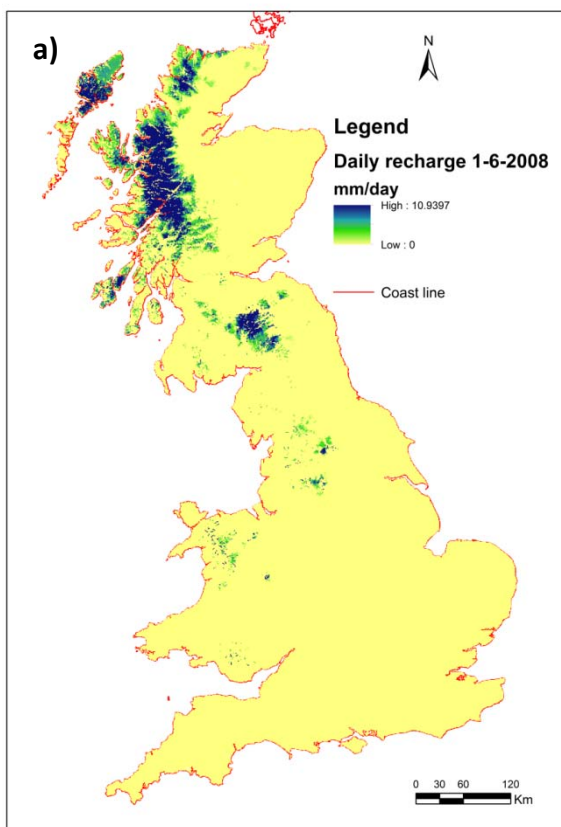 a)
N
Legend
Daily recharge 1-6-2008
mm/day
High : 10.9397
Low : 0
Coast line
0 30 60 120
Km